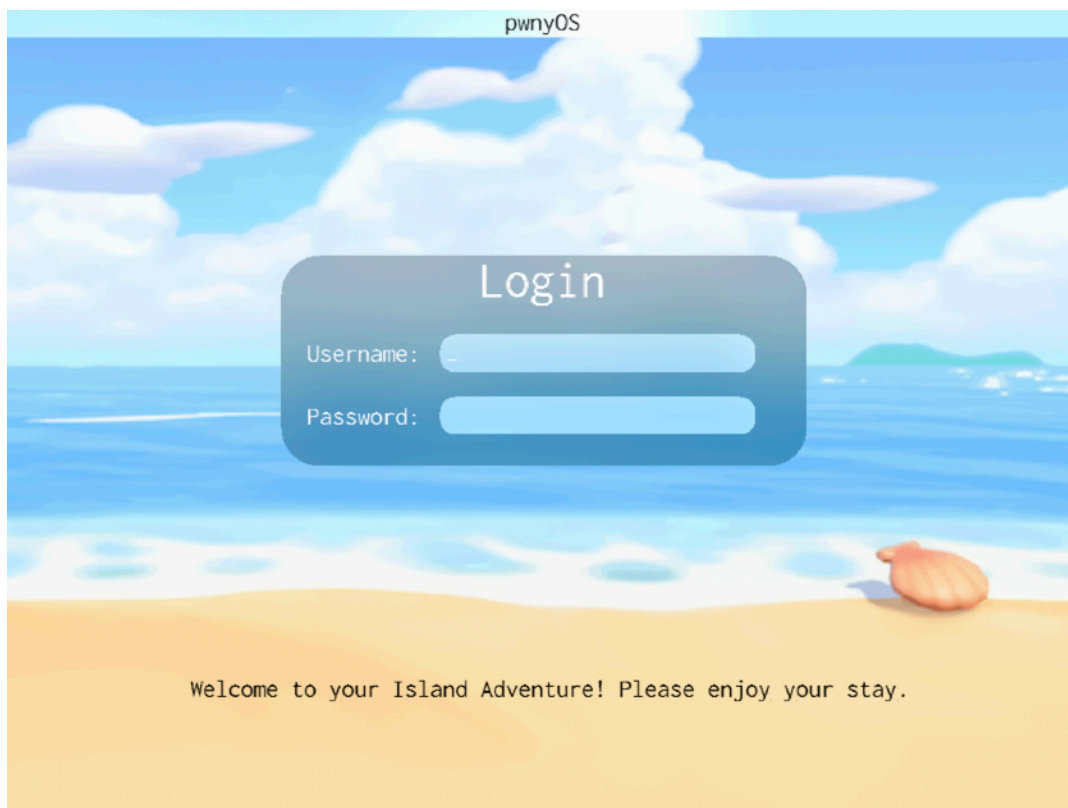 pwnyOS
Login
Username: _
Password:
Welcome to your Island Adventure! Please enjoy your stay.